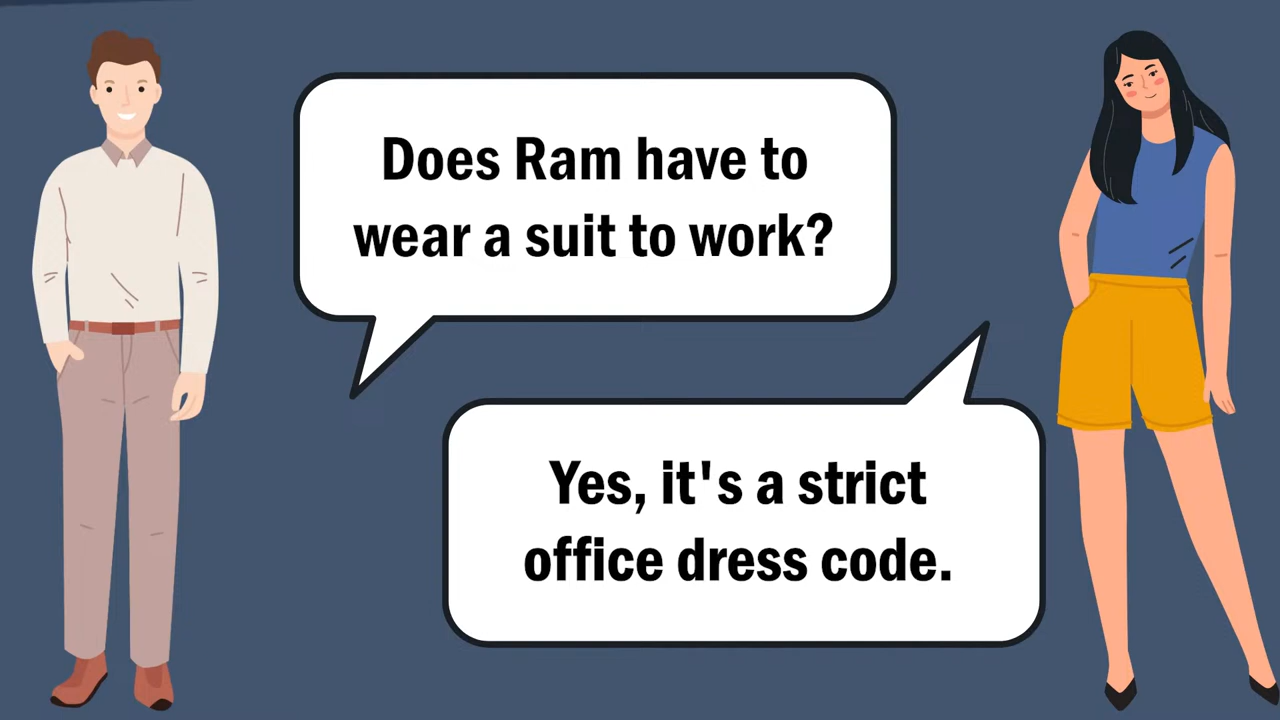 Does Ram have to
wear a suit to work?
Yes, it's a strict
office dress code.